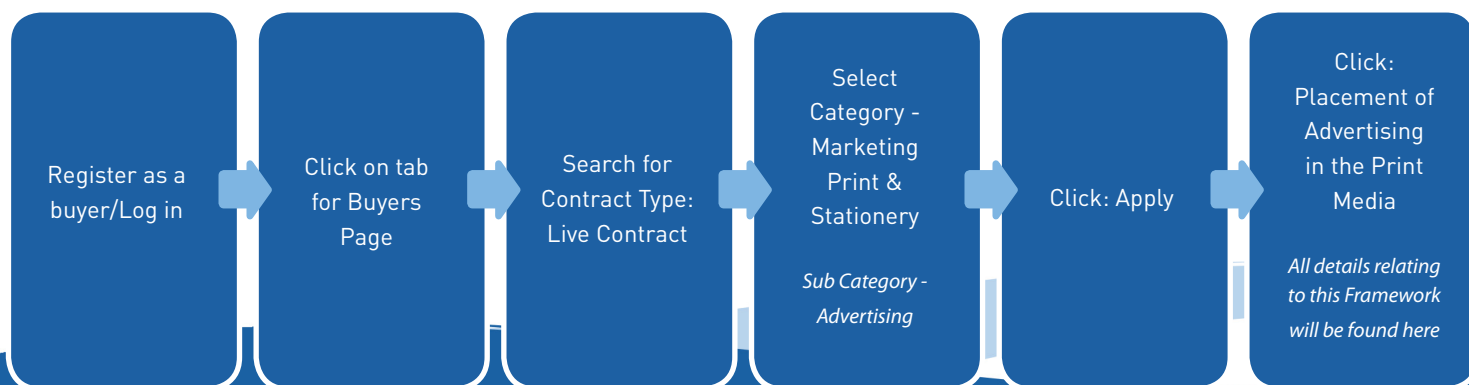 Register as a
buyer/Log in
Click on tab
for Buyers
Page
Search for
Contract Type:
Live Contract
Select
Category -
Marketing
Print &
Stationery
Sub Category -
Advertising
Click: Apply
Click:
Placement of
Advertising
in the Print
Media
All details relating
to this Framework
will be found here